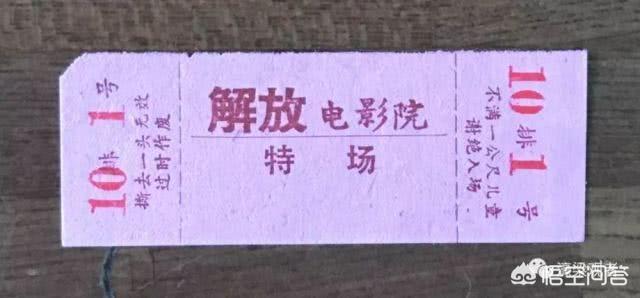 10排1号
撕去一头无效
过时作废
解放电影院
特场
10排1号
不满一公尺儿童
谢绝入场
悟空问答